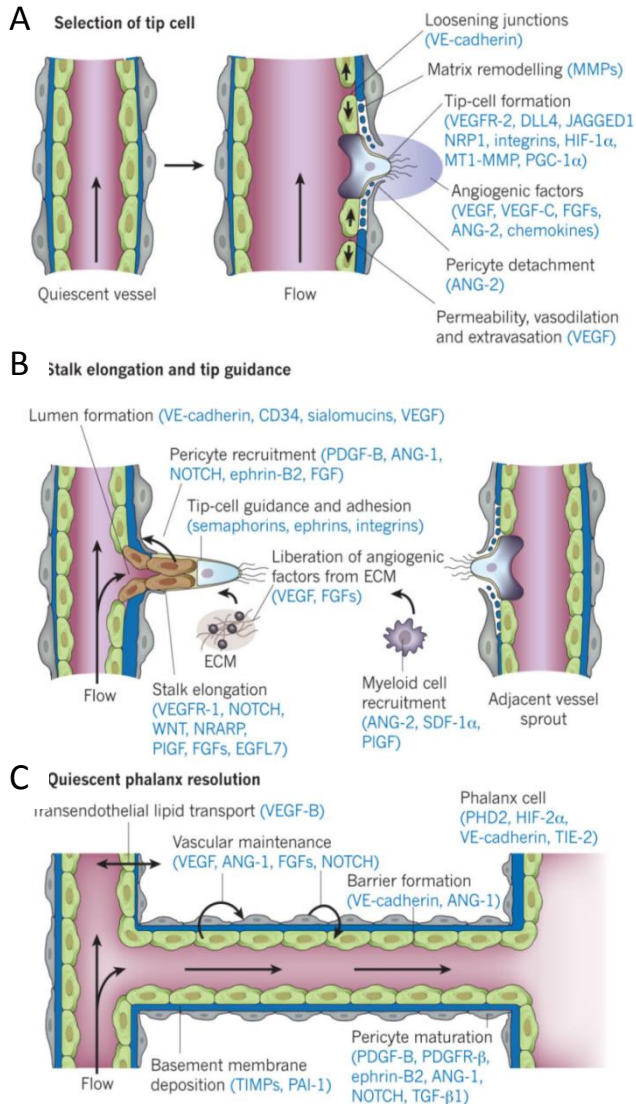 A
Selection of tip cell
Loosening junctions
(VE-cadherin)
Matrix remodelling (MMPs)
Tip-cell formation
(VEGFR-2, DLL4, JAGGED1
NRP1, integrins, HIF-1α,
MT1-MMP, PGC-1α)
Angiogenic factors
(VEGF, VEGF-C, FGFs,
ANG-2, chemokines)
Pericyte detachment
(ANG-2)
Permeability, vasodilation
and extravasation (VEGF)
Quiescent vessel
Flow
B
Stalk elongation and tip guidance
Lumen formation (VE-cadherin, CD34, sialomucins, VEGF)
Pericyte recruitment (PDGF-B, ANG-1,
NOTCH, ephrin-B2, FGF)
Tip-cell guidance and adhesion
(semaphorins, ephrins, integrins)
Liberation of angiogenic
factors from ECM
(VEGF, FGFs)
ECM
Flow
Stalk elongation
(VEGFR-1, NOTCH,
WNT, NRARP,
PlGF, FGFs, EGFL7)
Myeloid cell
recruitment
(ANG-2, SDF-1α,
PlGF)
Adjacent vessel
sprout
C
Quiescent phalanx resolution
Transendothelial lipid transport (VEGF-B)
Vascular maintenance
(VEGF, ANG-1, FGFs, NOTCH)
Barrier formation
(VE-cadherin, ANG-1)
Phalanx cell
(PHD2, HIF-2α,
VE-cadherin, TIE-2)
Flow
Basement membrane
deposition (TIMPs, PAI-1)
Pericyte maturation
(PDGF-B, PDGFR-β,
ephrin-B2, ANG-1,
NOTCH, TGF-β1)